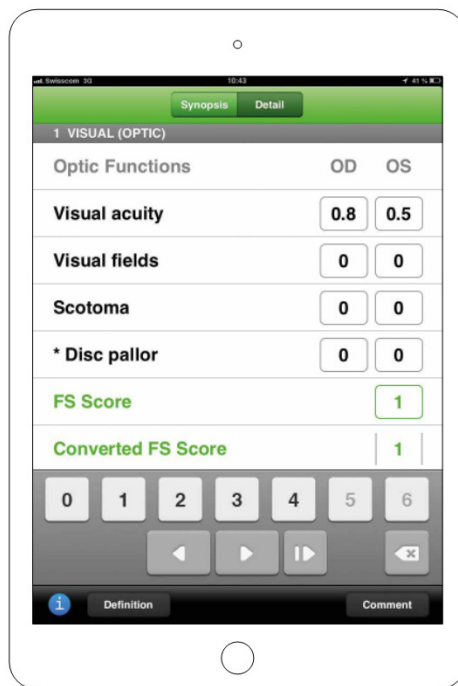 Swisscom 3G 10:43 41 %
Synopsis Detail
1 VISUAL (OPTIC)
Optic Functions OD OS
Visual acuity 0.8 0.5
Visual fields 0 0
Scotoma 0 0
* Disc pallor 0 0
FS Score 1
Converted FS Score 1
0 1 2 3 4 5 6
i Definition Comment